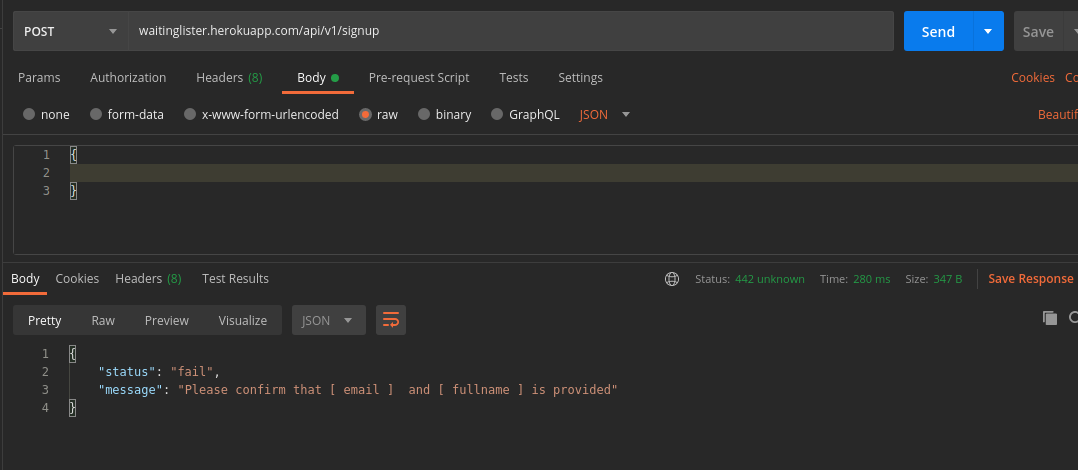 POST waitinglister.herokuapp.com/api/v1/signup Send Save
Params Authorization Headers (8) Body Pre-request Script Tests Settings Cookies Co
none form-data x-www-form-urlencoded raw binary GraphQL JSON Beautif
1 {
2
3 }
Body Cookies Headers (8) Test Results Status: 442 unknown Time: 280 ms Size: 347 B Save Response
Pretty Raw Preview Visualize JSON
1 {
2 "status": "fail",
3 "message": "Please confirm that [ email ]  and [ fullname ] is provided"
4 }